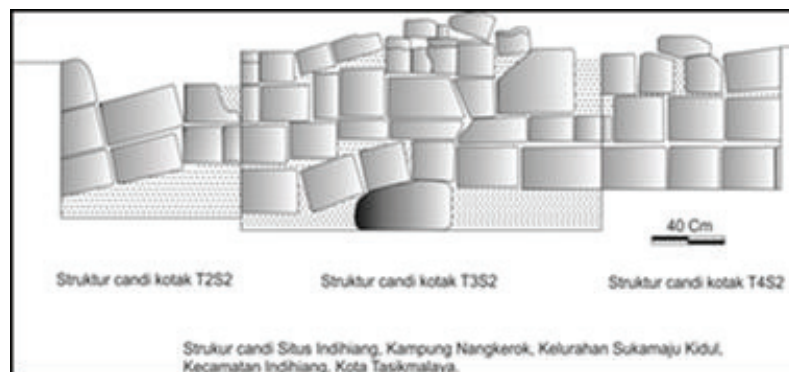 40 Cm
Struktur candi kotak T2S2
Struktur candi kotak T3S2
Struktur candi kotak T4S2
Strukur candi Situs Indihiang, Kampung Nangkerok, Kelurahan Sukamaju Kidul,
Kecamatan Indihiang, Kota Tasikmalaya.